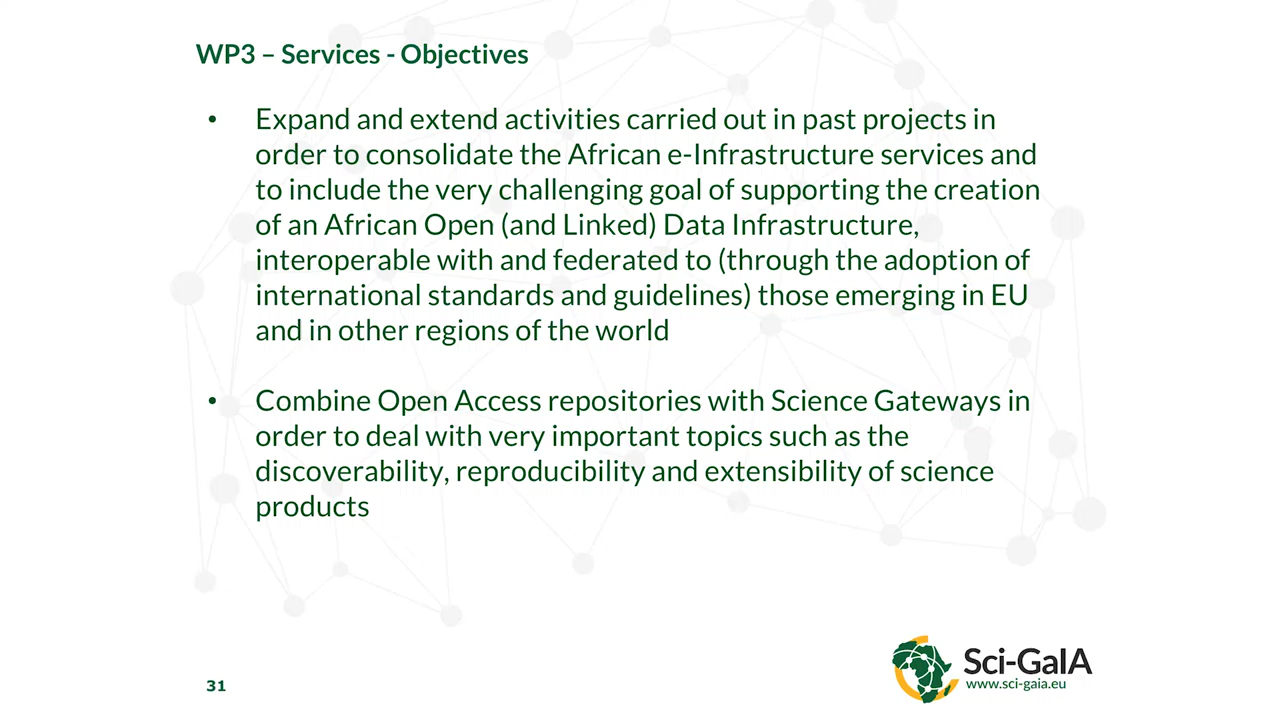 WP3 – Services - Objectives
• Expand and extend activities carried out in past projects in
order to consolidate the African e-Infrastructure services and
to include the very challenging goal of supporting the creation
of an African Open (and Linked) Data Infrastructure,
interoperable with and federated to (through the adoption of
international standards and guidelines) those emerging in EU
and in other regions of the world
• Combine Open Access repositories with Science Gateways in
order to deal with very important topics such as the
discoverability, reproducibility and extensibility of science
products
Sci-GaIA
www.sci-gaia.eu
31